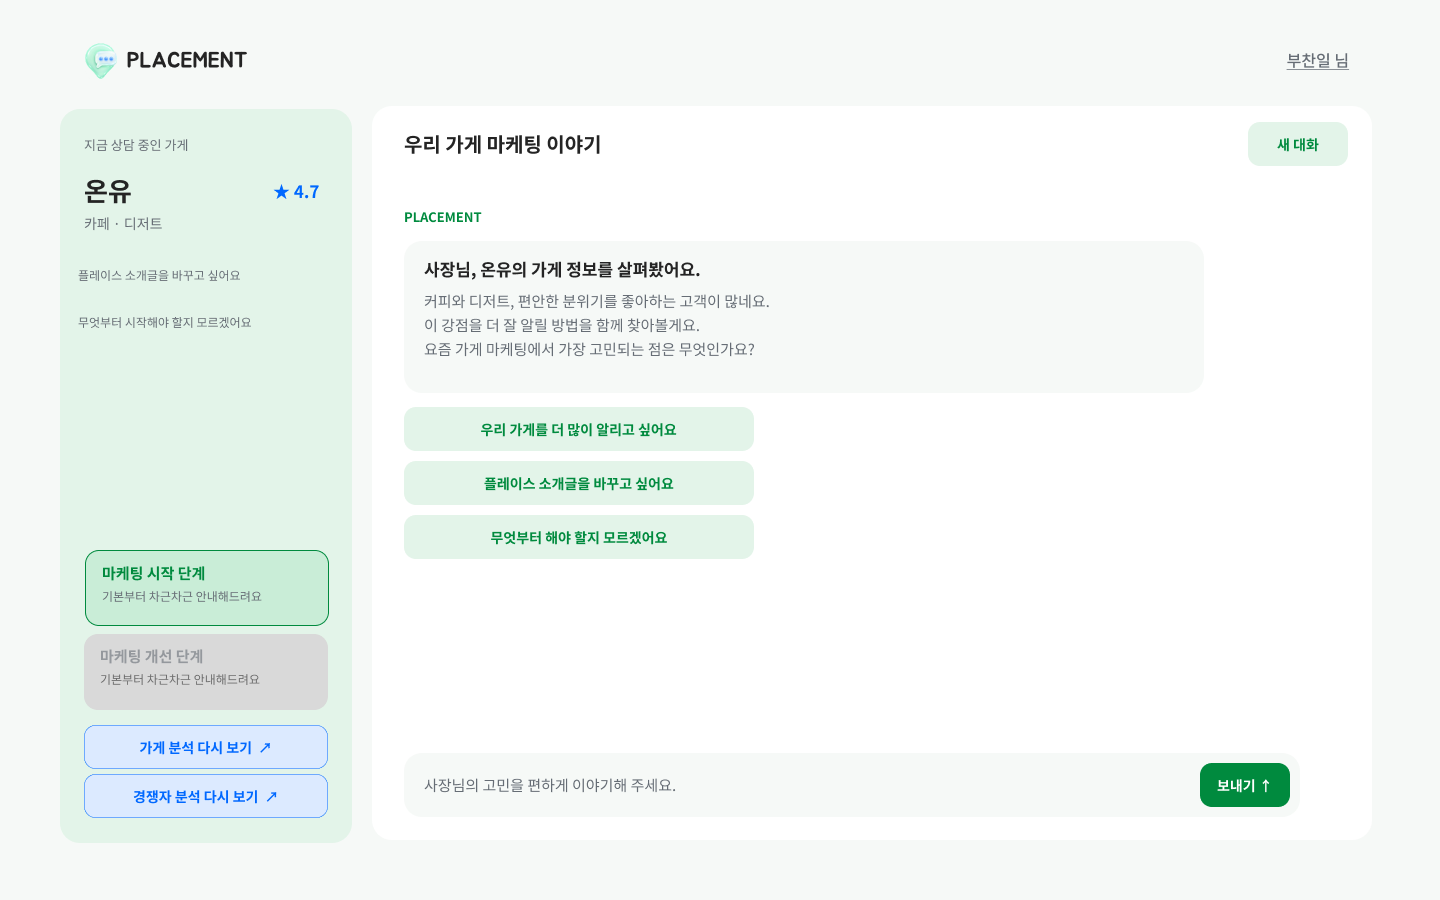 PLACEMENT
부찬일 님
지금 상담 중인 가게
온유
★ 4.7
카페 · 디저트
플레이스 소개글을 바꾸고 싶어요
무엇부터 시작해야 할지 모르겠어요
마케팅 시작 단계
기본부터 차근차근 안내해드려요
마케팅 개선 단계
기본부터 차근차근 안내해드려요
가게 분석 다시 보기 ↗
경쟁자 분석 다시 보기 ↗
우리 가게 마케팅 이야기
새 대화
PLACEMENT
사장님, 온유의 가게 정보를 살펴봤어요.
커피와 디저트, 편안한 분위기를 좋아하는 고객이 많네요.
이 강점을 더 잘 알릴 방법을 함께 찾아볼게요.
요즘 가게 마케팅에서 가장 고민되는 점은 무엇인가요?
우리 가게를 더 많이 알리고 싶어요
플레이스 소개글을 바꾸고 싶어요
무엇부터 해야 할지 모르겠어요
사장님의 고민을 편하게 이야기해 주세요.
보내기 ↑